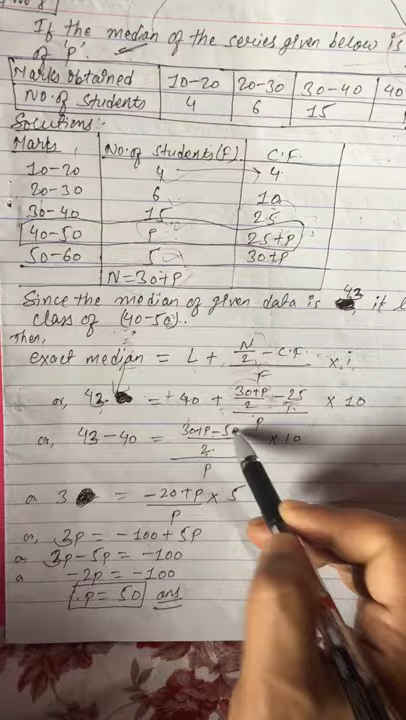 If the median of the series given below is
of 'p'.
Marks obtained 10-20 20-30 30-40 40
No. of students 4 6 15
Solutions:-
Marks No. of students (F) C.F.
10-20 4 → 4
20-30 6 10
30-40 15 25
40-50 P 25+P
50-60 5 30+P
N=30+P
Since the median of given data is 43, it
class of (40-50).
Then,
exact median = L + (N/2 - C.F)/F × i
or, 43 = 40 + ((30+P)/2 - 25/1)/P × 10
or, 43-40 = ((30+P-50)/2)/P × 10
or 3 = (-20+P)/P × 5
or, 3p = -100+5P
or 3p-5p = -100
or -2p = -100
p = 50 ans